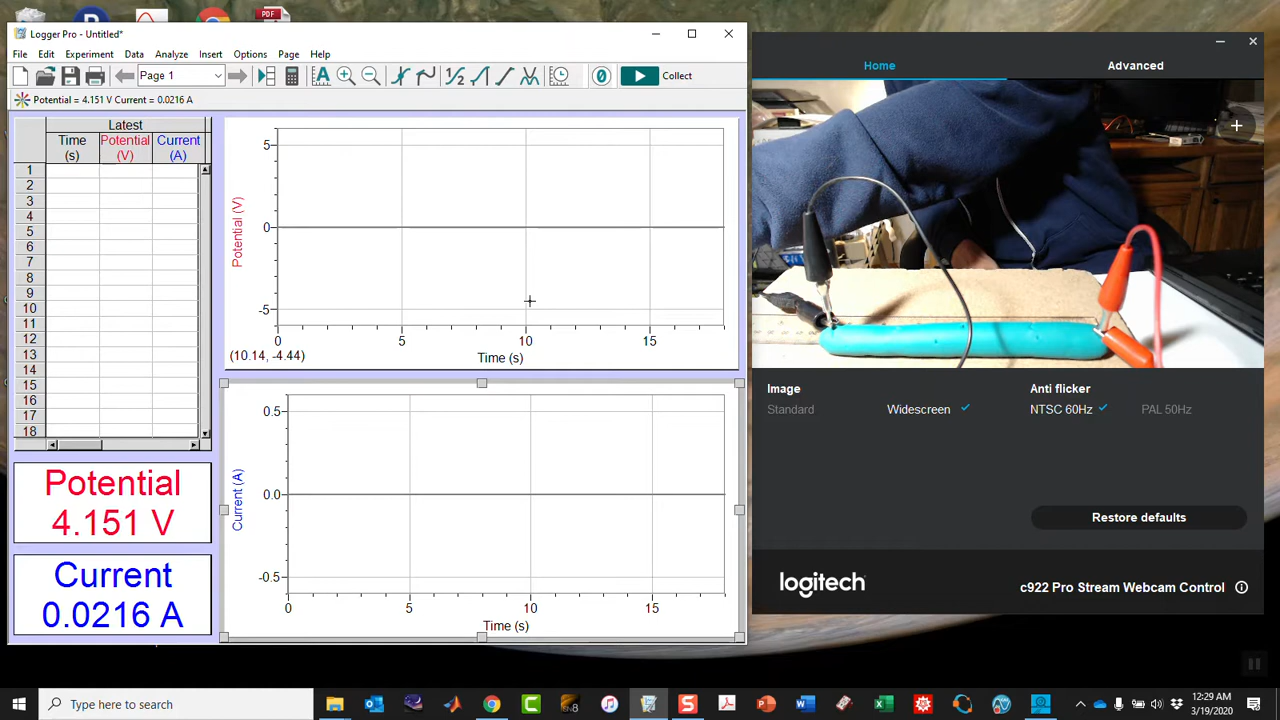 PDF
Logger Pro - Untitled*
File Edit Experiment Data Analyze Insert Options Page Help
Page 1
Collect
Potential = 4.151 V Current = 0.0216 A
Latest
Time (s) Potential (V) Current (A)
1
2
3
4
5
6
7
8
9
10
11
12
13
14
15
16
17
18
Potential
4.151 V
Current
0.0216 A
Potential (V)
5
0
-5
0 5 10 15
(10.14, -4.44)
Time (s)
Current (A)
0.5
0.0
-0.5
0 5 10 15
Time (s)
Home Advanced
Image Anti flicker
Standard Widescreen NTSC 60Hz PAL 50Hz
Restore defaults
logitech c922 Pro Stream Webcam Control
Type here to search
12:29 AM
3/19/2020